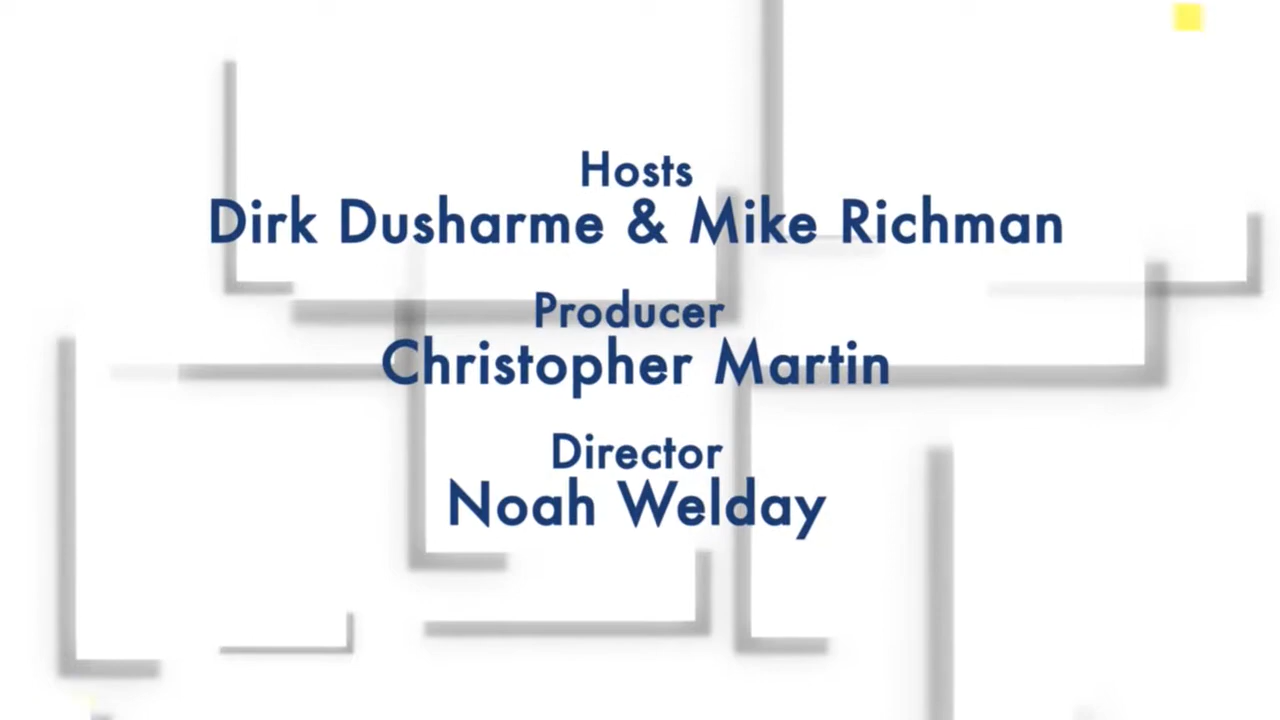 Hosts
Dirk Dusharme & Mike Richman
Producer
Christopher Martin
Director
Noah Welday